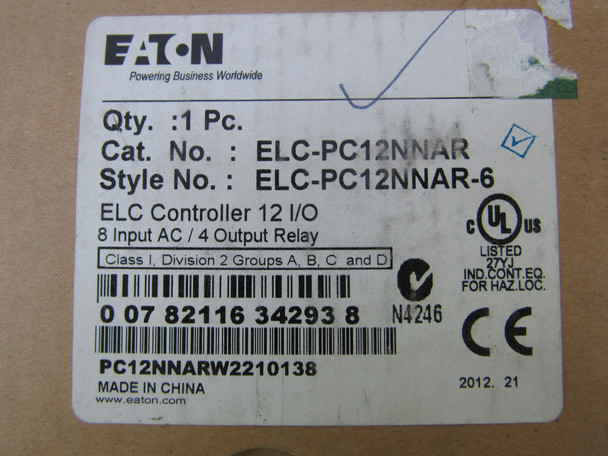 EATON
Powering Business Worldwide
Qty. :1 Pc.
Cat. No. : ELC-PC12NNAR
Style No. : ELC-PC12NNAR-6
ELC Controller 12 I/O
8 Input AC / 4 Output Relay
Class I, Division 2 Groups A, B, C and D
0 07 82116 34293 8
PC12NNARW2210138
MADE IN CHINA
www.eaton.com
N4246
C UL US
LISTED
27YJ
IND.CONT.EQ.
FOR HAZ.LOC.
CE
2012. 21